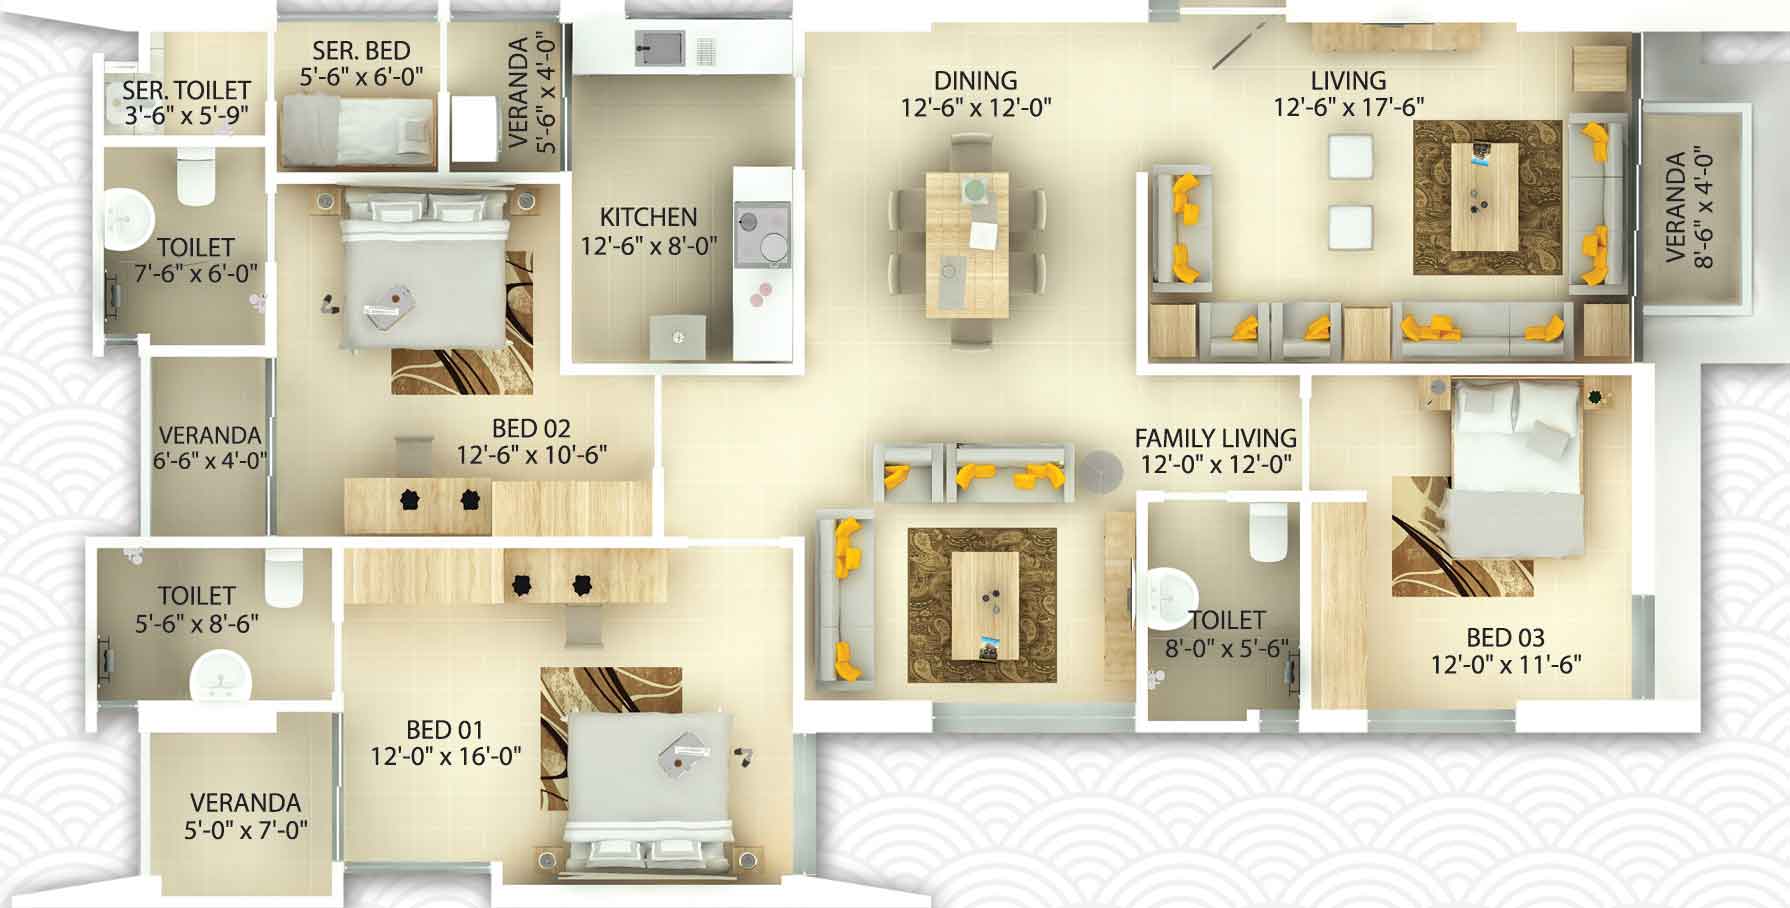 SER. TOILET
3'-6" x 5'-9"
SER. BED
5'-6" x 6'-0"
VERANDA
5'-6" x 4'-0"
DINING
12'-6" x 12'-0"
LIVING
12'-6" x 17'-6"
VERANDA
8'-6" x 4'-0"
TOILET
7'-6" x 6'-0"
KITCHEN
12'-6" x 8'-0"
VERANDA
6'-6" x 4'-0"
BED 02
12'-6" x 10'-6"
FAMILY LIVING
12'-0" x 12'-0"
TOILET
5'-6" x 8'-6"
TOILET
8'-0" x 5'-6"
BED 03
12'-0" x 11'-6"
BED 01
12'-0" x 16'-0"
VERANDA
5'-0" x 7'-0"